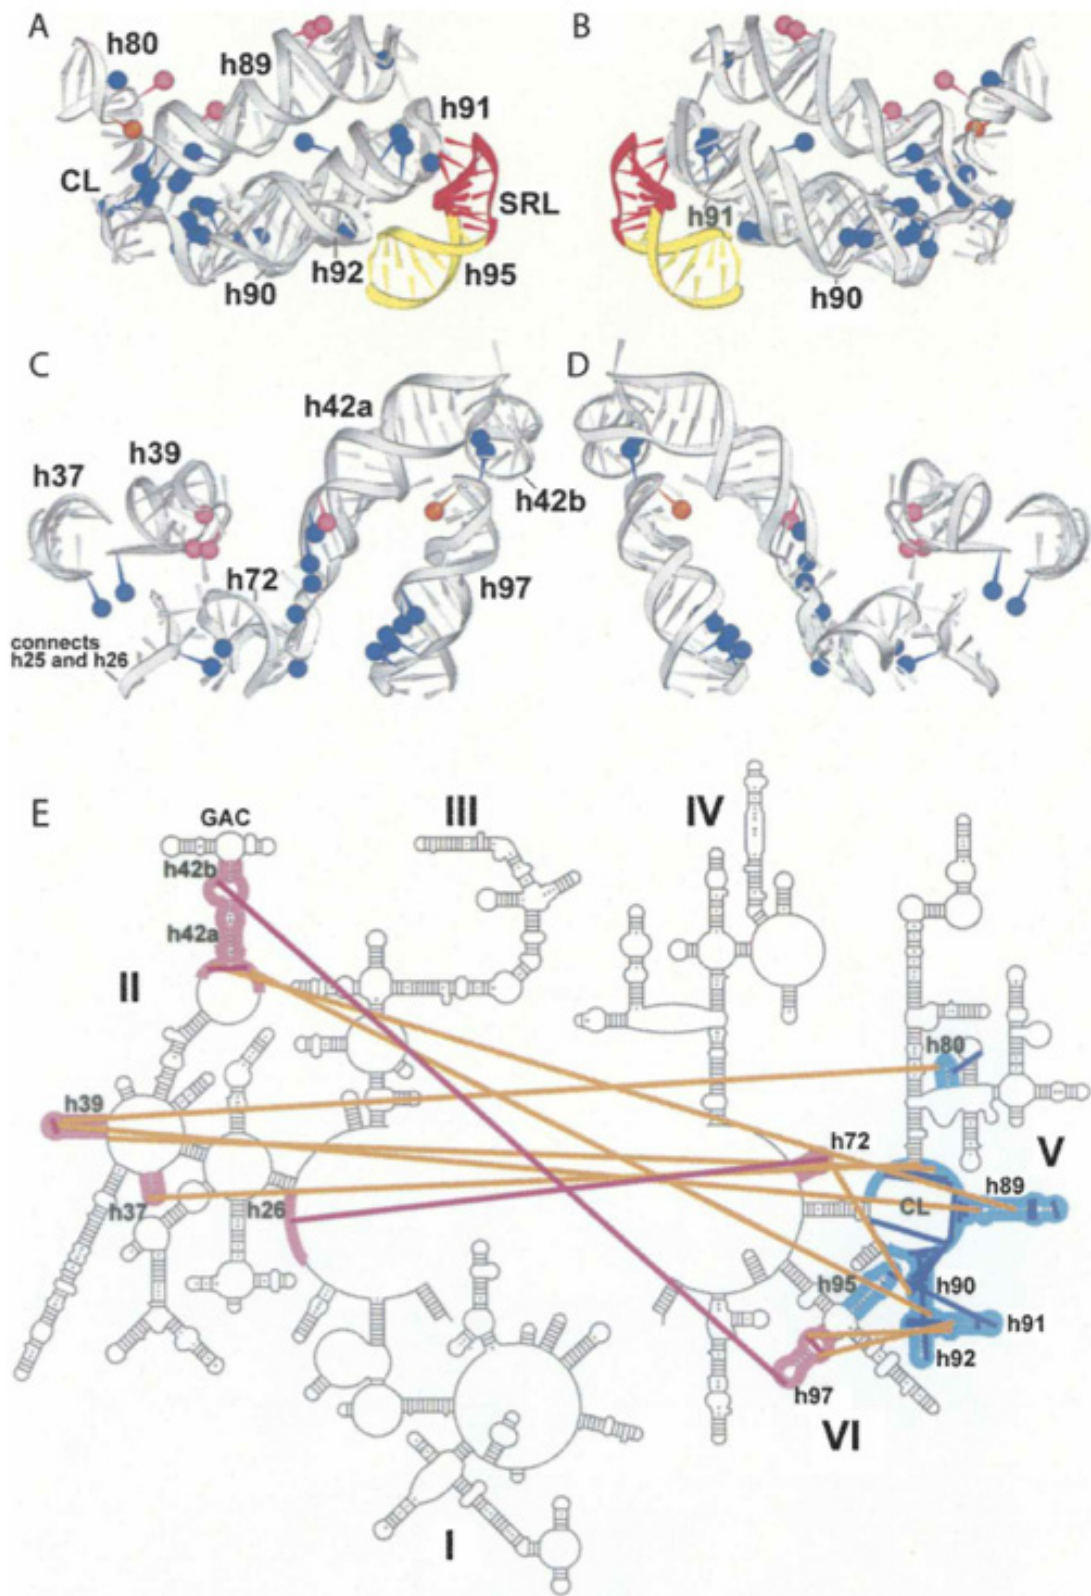 A
B
h80
h89
h91
CL
SRL
h91
h92
h95
h90
h90
C
D
h42a
h39
h37
h42b
h72
h97
connects
h25 and h26
E
GAC
III
IV
h42b
h42a
II
h80
h39
h72
V
h89
h37
h26
CL
h95
h90
h91
h92
h97
VI
I